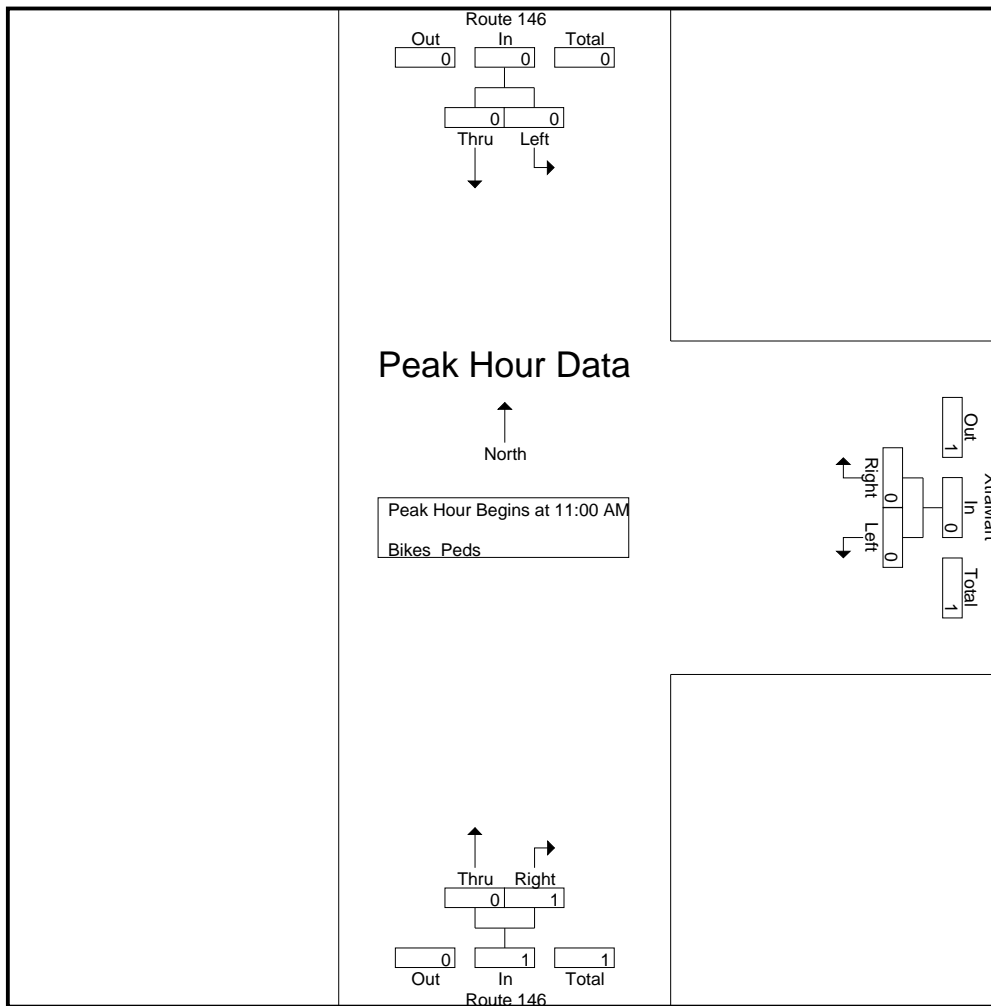 Route 146
Out In Total
0 0 0
0 0
Thru Left
Peak Hour Data
North
Peak Hour Begins at 11:00 AM
Bikes Peds
Out
1
In
0
Total
1
Right
0
Left
0
Thru Right
0 1
0 1 1
Out In Total
Route 146